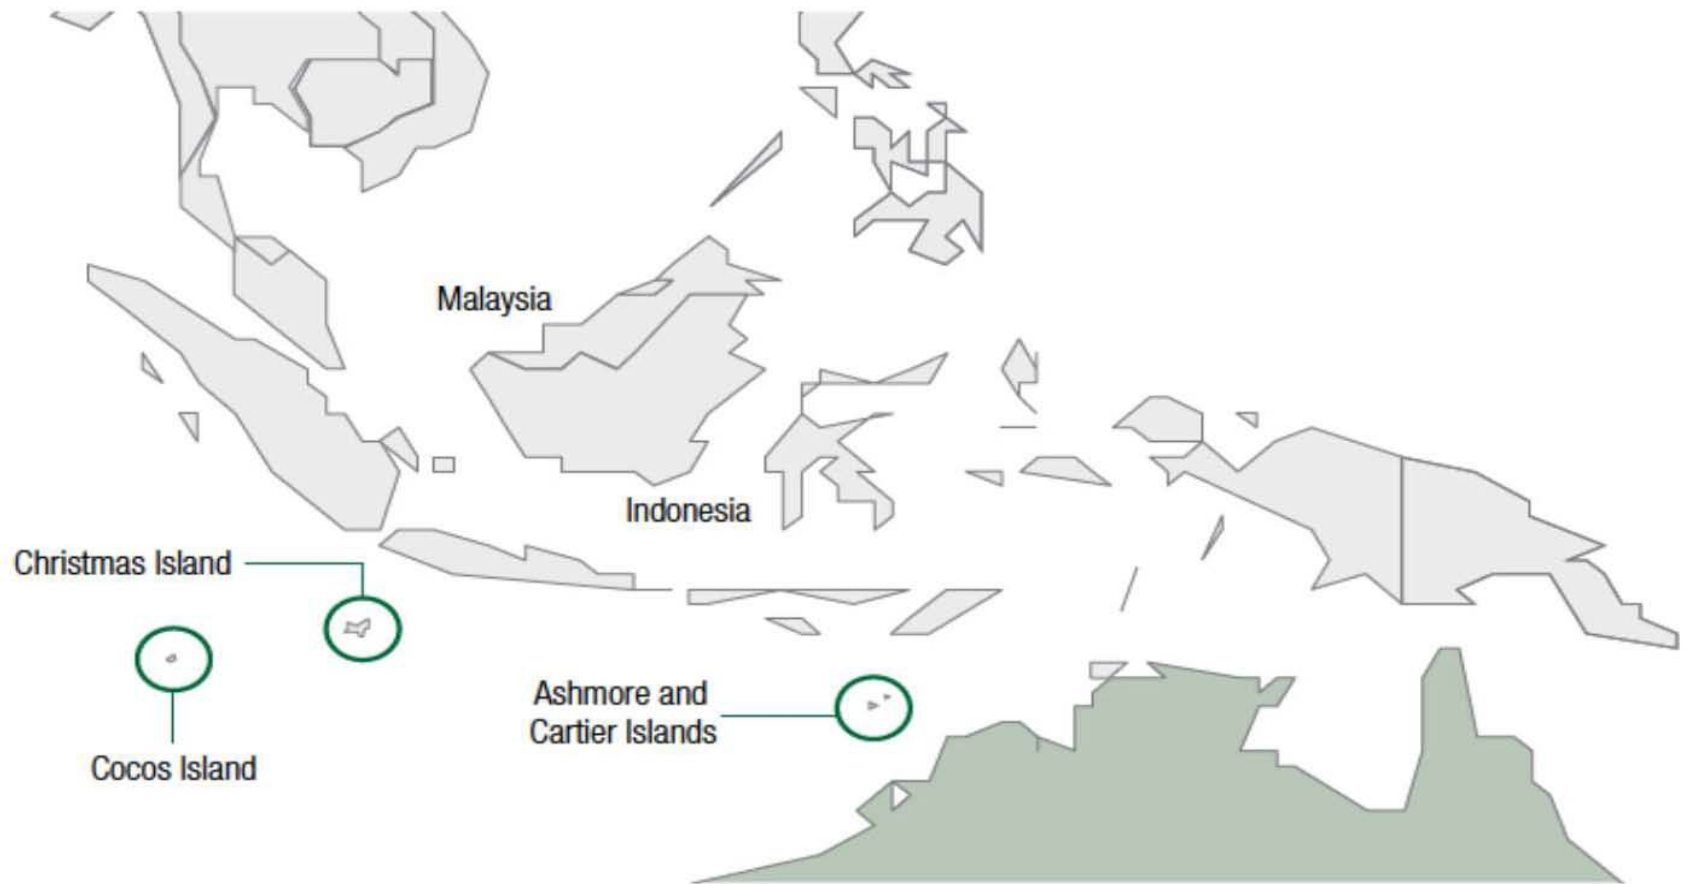 Malaysia
Indonesia
Christmas Island
Ashmore and
Cartier Islands
Cocos Island